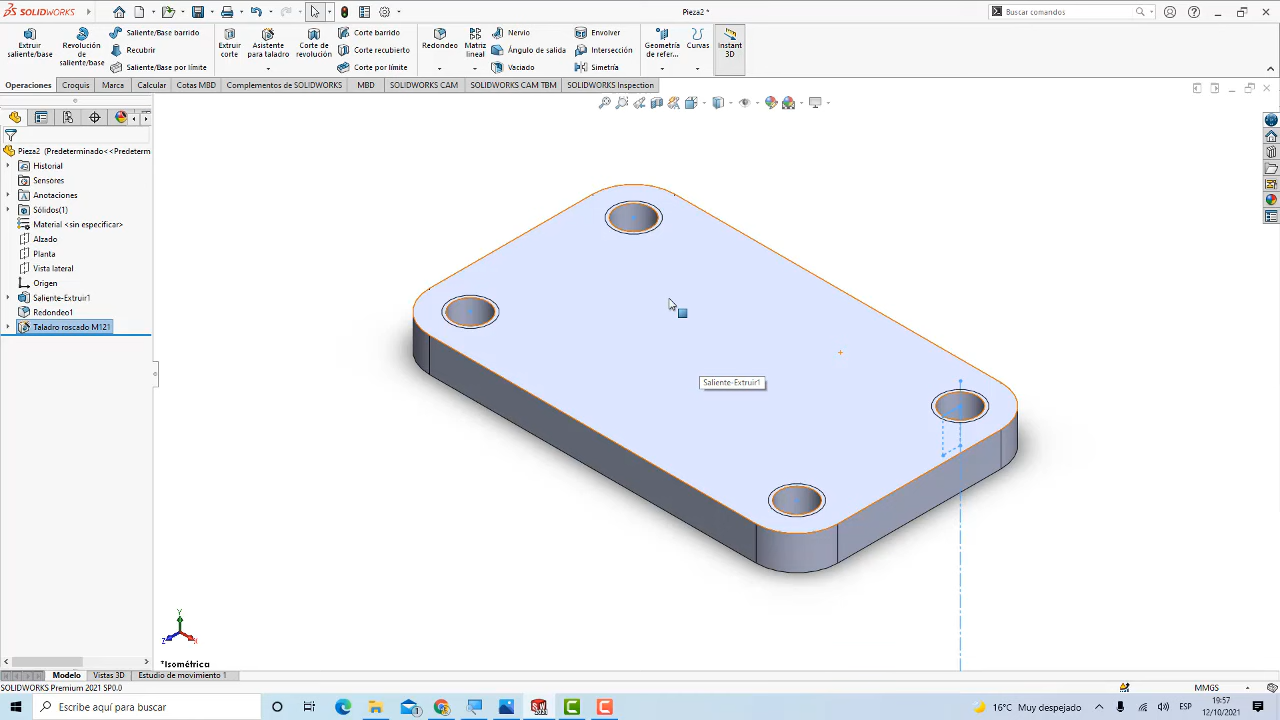 SOLIDWORKS
Pieza2 *
Buscar comandos
Extruir saliente/base
Revolución de saliente/base
Saliente/Base barrido
Recubrir
Saliente/Base por límite
Extruir corte
Asistente para taladro
Corte de revolución
Corte barrido
Corte recubierto
Corte por límite
Redondeo
Matriz lineal
Nervio
Ángulo de salida
Vaciado
Envolver
Intersección
Simetría
Geometría de refer...
Curvas
Instant 3D
Operaciones
Croquis
Marca
Calcular
Cotas MBD
Complementos de SOLIDWORKS
MBD
SOLIDWORKS CAM
SOLIDWORKS CAM TBM
SOLIDWORKS Inspection
Pieza2 (Predeterminado<<Predeterm
Historial
Sensores
Anotaciones
Sólidos(1)
Material <sin especificar>
Alzado
Planta
Vista lateral
Origen
Saliente-Extruir1
Redondeo1
Taladro roscado M121
Saliente-Extruir1
Y
Z
X
*Isométrica
Modelo
Vistas 3D
Estudio de movimiento 1
SOLIDWORKS Premium 2021 SP0.0
MMGS
Escribe aquí para buscar
16°C Muy despejado
ESP
19:57
12/10/2021